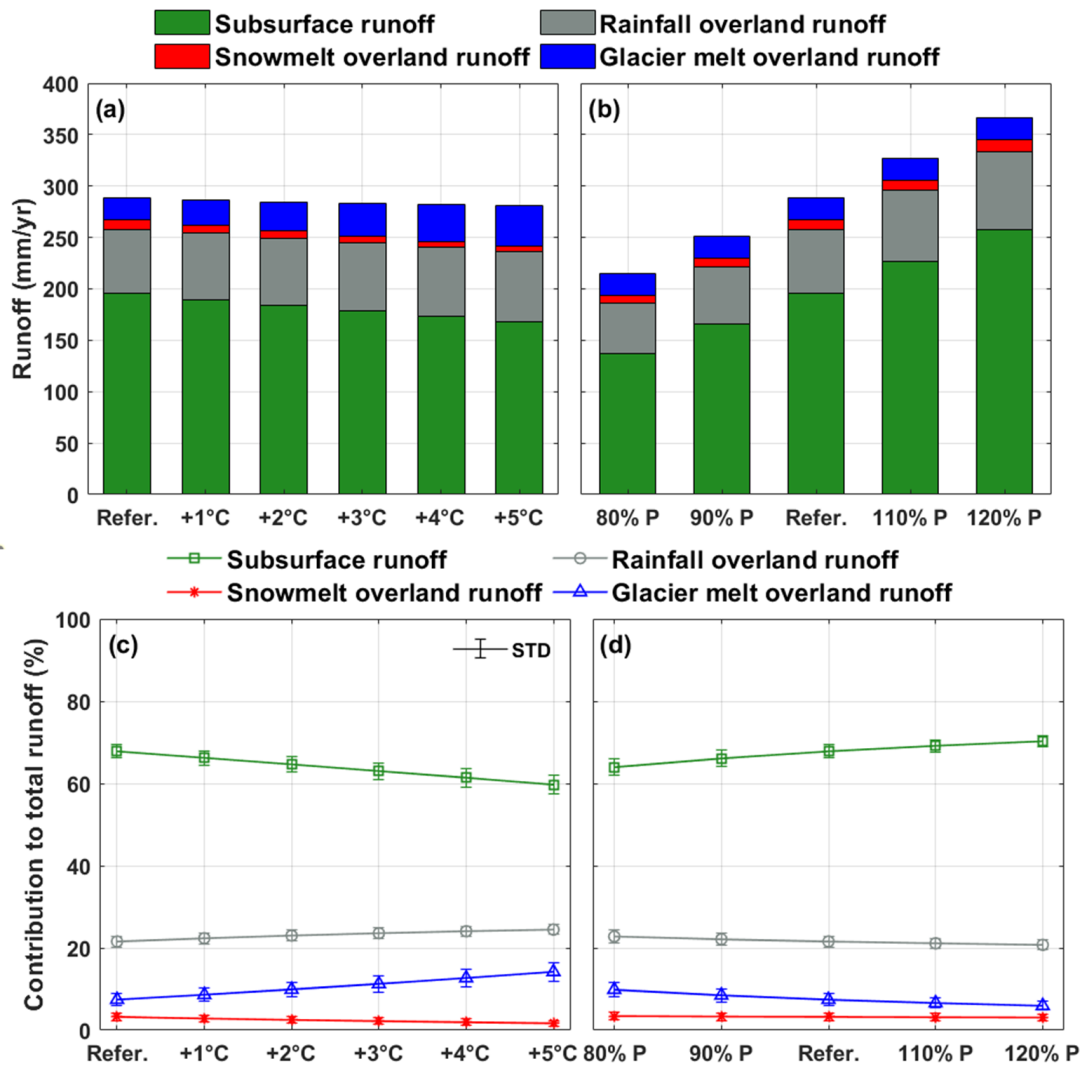 Subsurface runoff Rainfall overland runoff
Snowmelt overland runoff Glacier melt overland runoff
(a) (b)
400
350
300
250
200
150
100
50
0
Runoff (mm/yr)
Refer. +1°C +2°C +3°C +4°C +5°C 80% P 90% P Refer. 110% P 120% P
Subsurface runoff Rainfall overland runoff
Snowmelt overland runoff Glacier melt overland runoff
(c) STD (d)
100
80
60
40
20
0
Contribution to total runoff (%)
Refer. +1°C +2°C +3°C +4°C +5°C 80% P 90% P Refer. 110% P 120% P